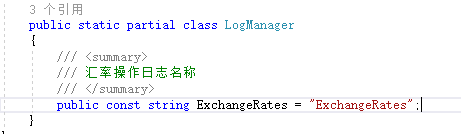 3 个引用
public static partial class LogManager
{
/// <summary>
/// 汇率操作日志名称
/// </summary>
public const string ExchangeRates = "ExchangeRates";
}